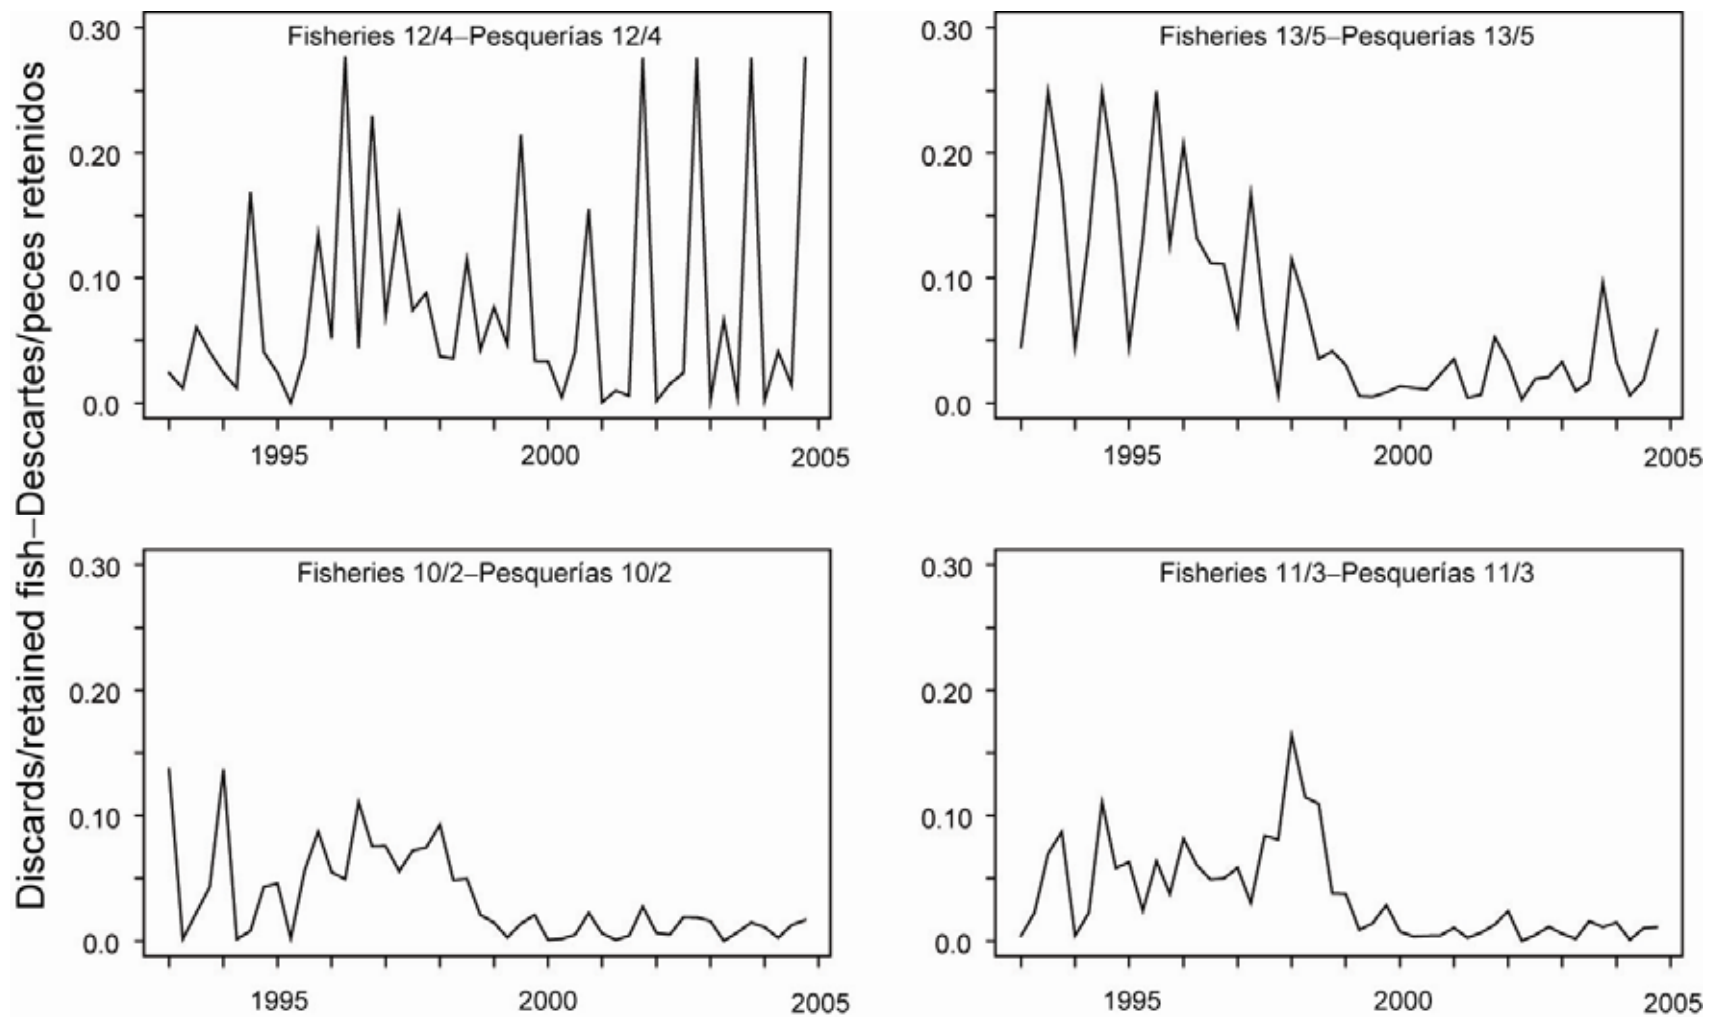 Discards/retained fish–Descartes/peces retenidos
Fisheries 12/4–Pesquerías 12/4
0.30
0.20
0.10
0.0
1995 2000 2005
Fisheries 13/5–Pesquerías 13/5
0.30
0.20
0.10
0.0
1995 2000 2005
Fisheries 10/2–Pesquerías 10/2
0.30
0.20
0.10
0.0
1995 2000 2005
Fisheries 11/3–Pesquerías 11/3
0.30
0.20
0.10
0.0
1995 2000 2005